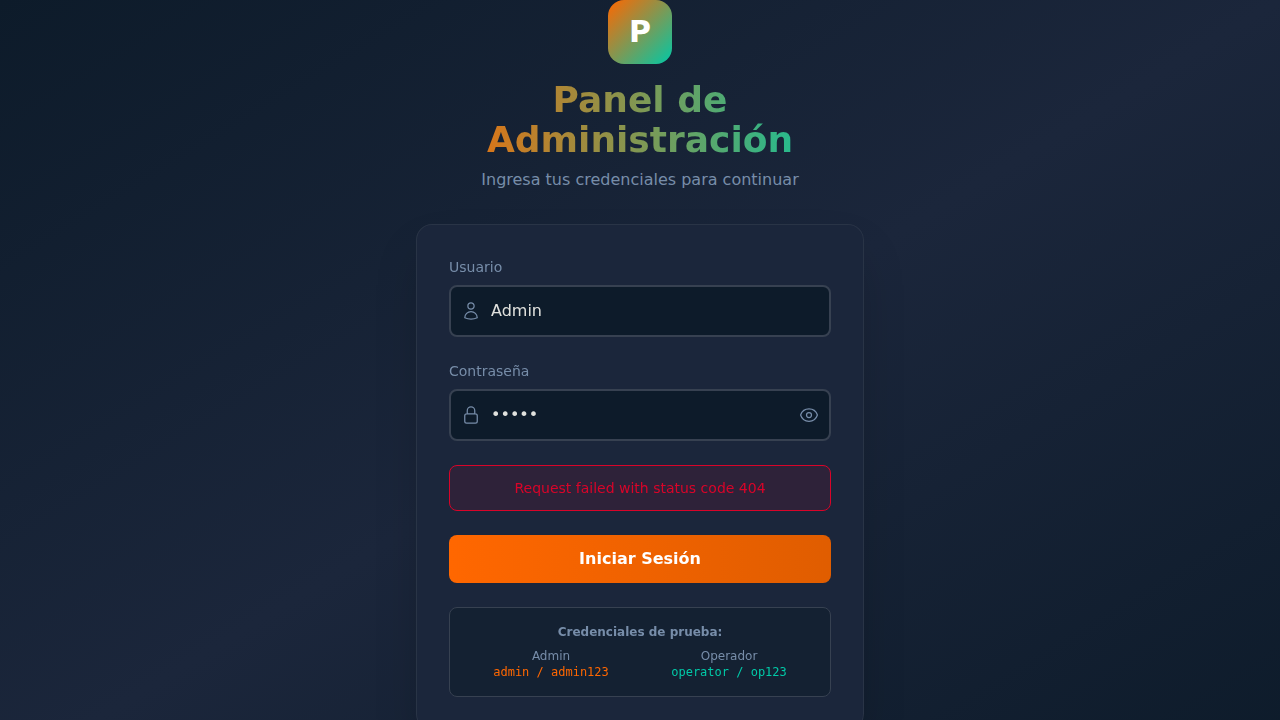 P
Panel de
Administración
Ingresa tus credenciales para continuar
Usuario
Admin
Contraseña
•••••
Request failed with status code 404
Iniciar Sesión
Credenciales de prueba:
Admin
admin / admin123
Operador
operator / op123